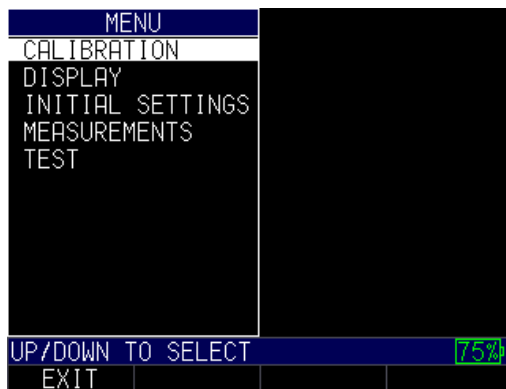 MENU
CALIBRATION
DISPLAY
INITIAL SETTINGS
MEASUREMENTS
TEST
UP/DOWN TO SELECT 75%
EXIT